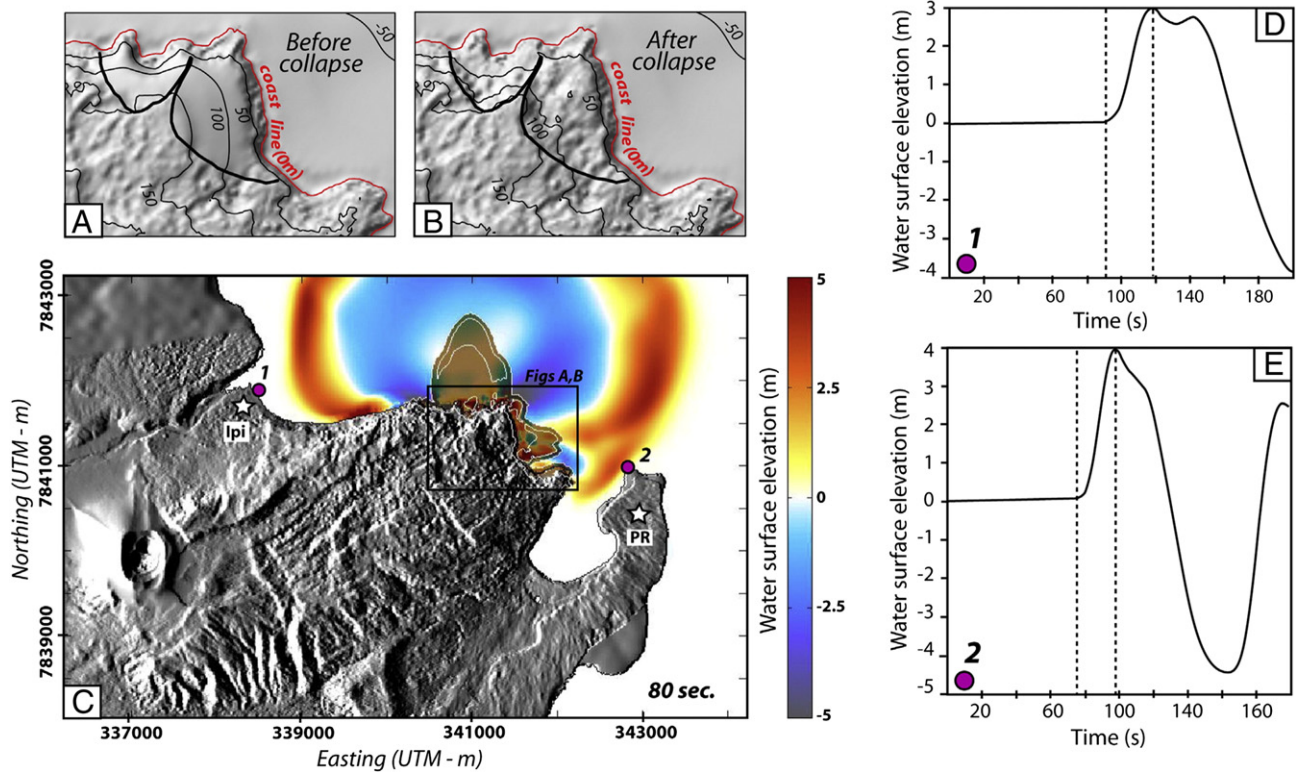 Before
collapse
-50
coast
line (0m)
50
100
150
A
After
collapse
-50
coast
line (0m)
50
100
150
B
Water surface elevation (m)
3
2
1
0
-1
-2
-3
-4
1
D
20
60
100
140
180
Time (s)
Northing (UTM - m)
7843000
7841000
7839000
1
Ipi
Figs A,B
2
PR
C
80 sec.
337000
339000
341000
343000
Easting (UTM - m)
Water surface elevation (m)
5
2.5
0
-2.5
-5
Water surface elevation (m)
4
3
2
1
0
-1
-2
-3
-4
-5
2
E
20
60
100
140
160
Time (s)